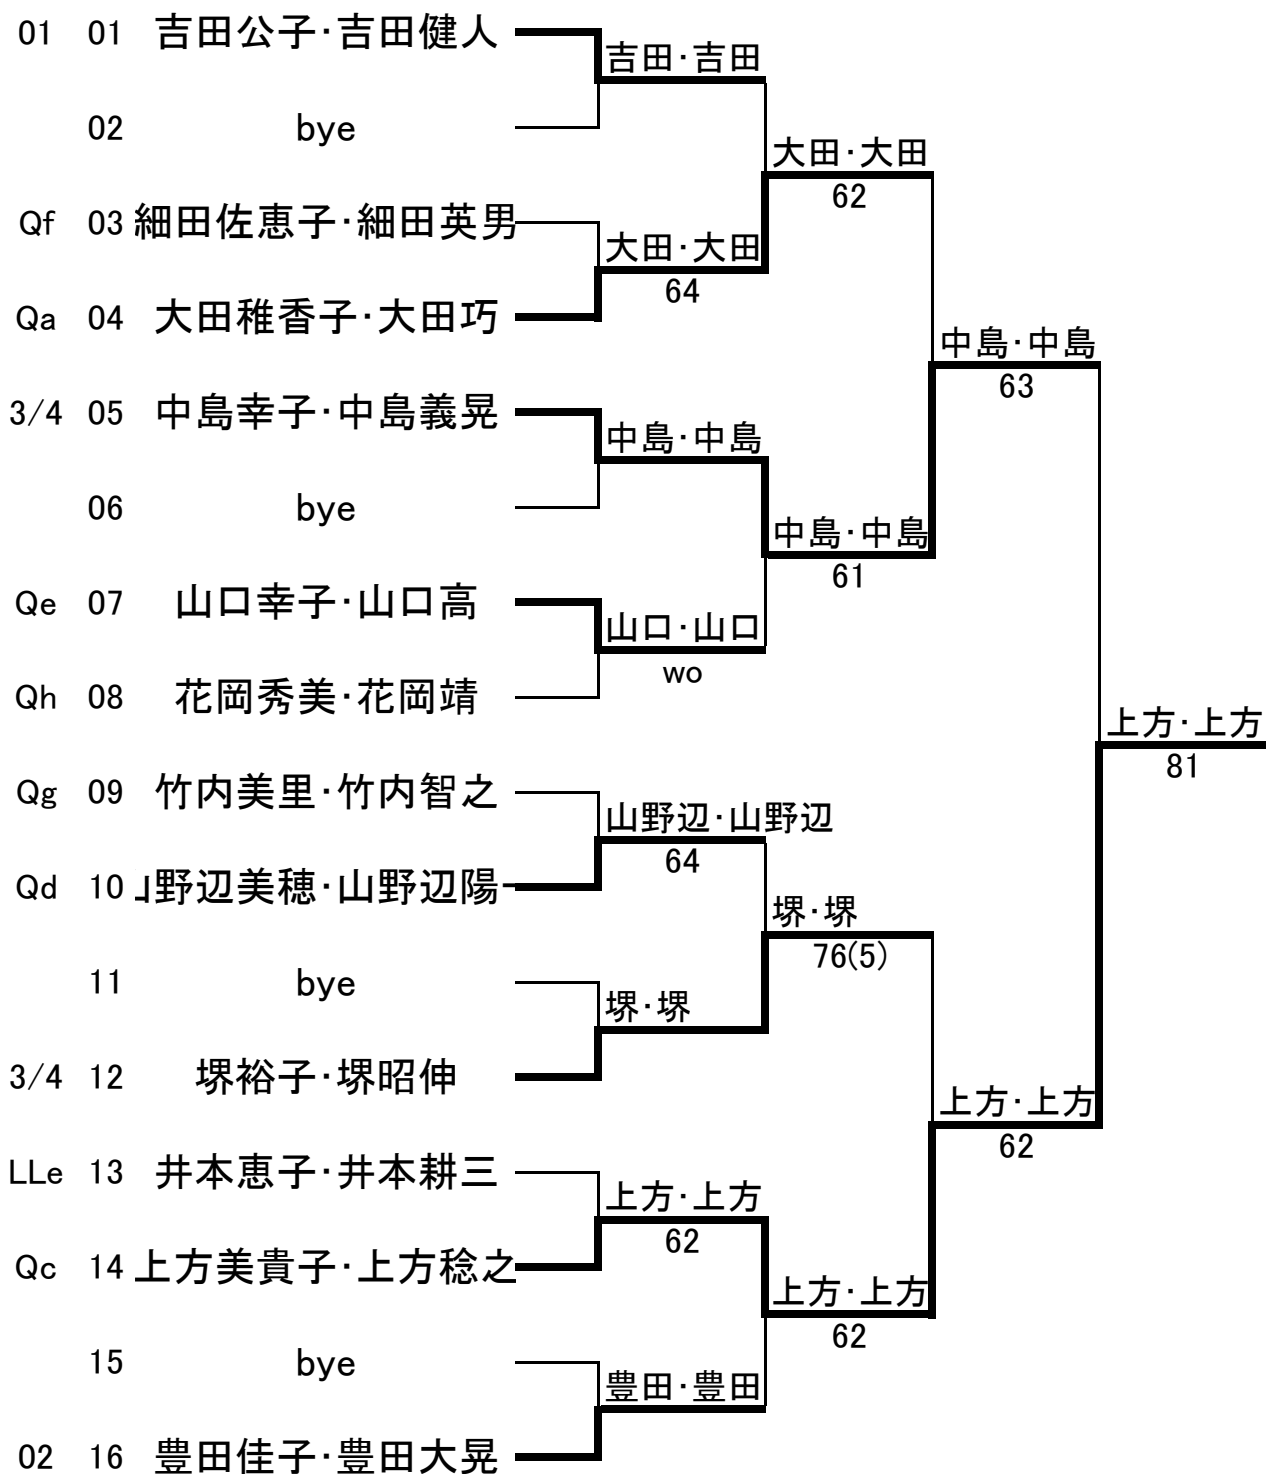 01 01 吉田公子･吉田健人
吉田･吉田
02 bye
大田･大田
62
Qf 03 細田佐恵子･細田英男
大田･大田
64
Qa 04 大田稚香子･大田巧
中島･中島
63
3/4 05 中島幸子･中島義晃
中島･中島
06 bye
中島･中島
61
Qe 07 山口幸子･山口高
山口･山口
wo
Qh 08 花岡秀美･花岡靖
上方･上方
81
Qg 09 竹内美里･竹内智之
山野辺･山野辺
64
Qd 10 野辺美穂･山野辺陽
堺･堺
76(5)
11 bye
堺･堺
3/4 12 堺裕子･堺昭伸
上方･上方
62
LLe 13 井本恵子･井本耕三
上方･上方
62
Qc 14 上方美貴子･上方稔之
上方･上方
62
15 bye
豊田･豊田
02 16 豊田佳子･豊田大晃